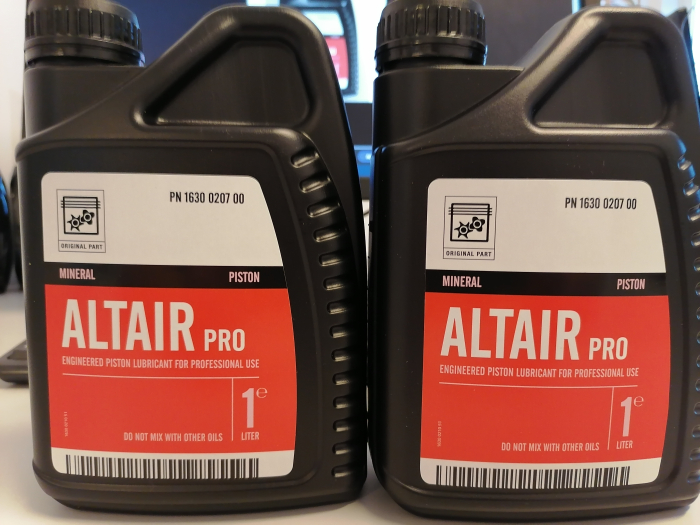 PN 1630 0207 00
ORIGINAL PART
MINERAL PISTON
ALTAIR PRO
ENGINEERED PISTON LUBRICANT FOR PROFESSIONAL USE
1e
LITER
DO NOT MIX WITH OTHER OILS
PN 1630 0207 00
ORIGINAL PART
MINERAL PISTON
ALTAIR PRO
ENGINEERED PISTON LUBRICANT FOR PROFESSIONAL USE
1e
LITER
DO NOT MIX WITH OTHER OILS